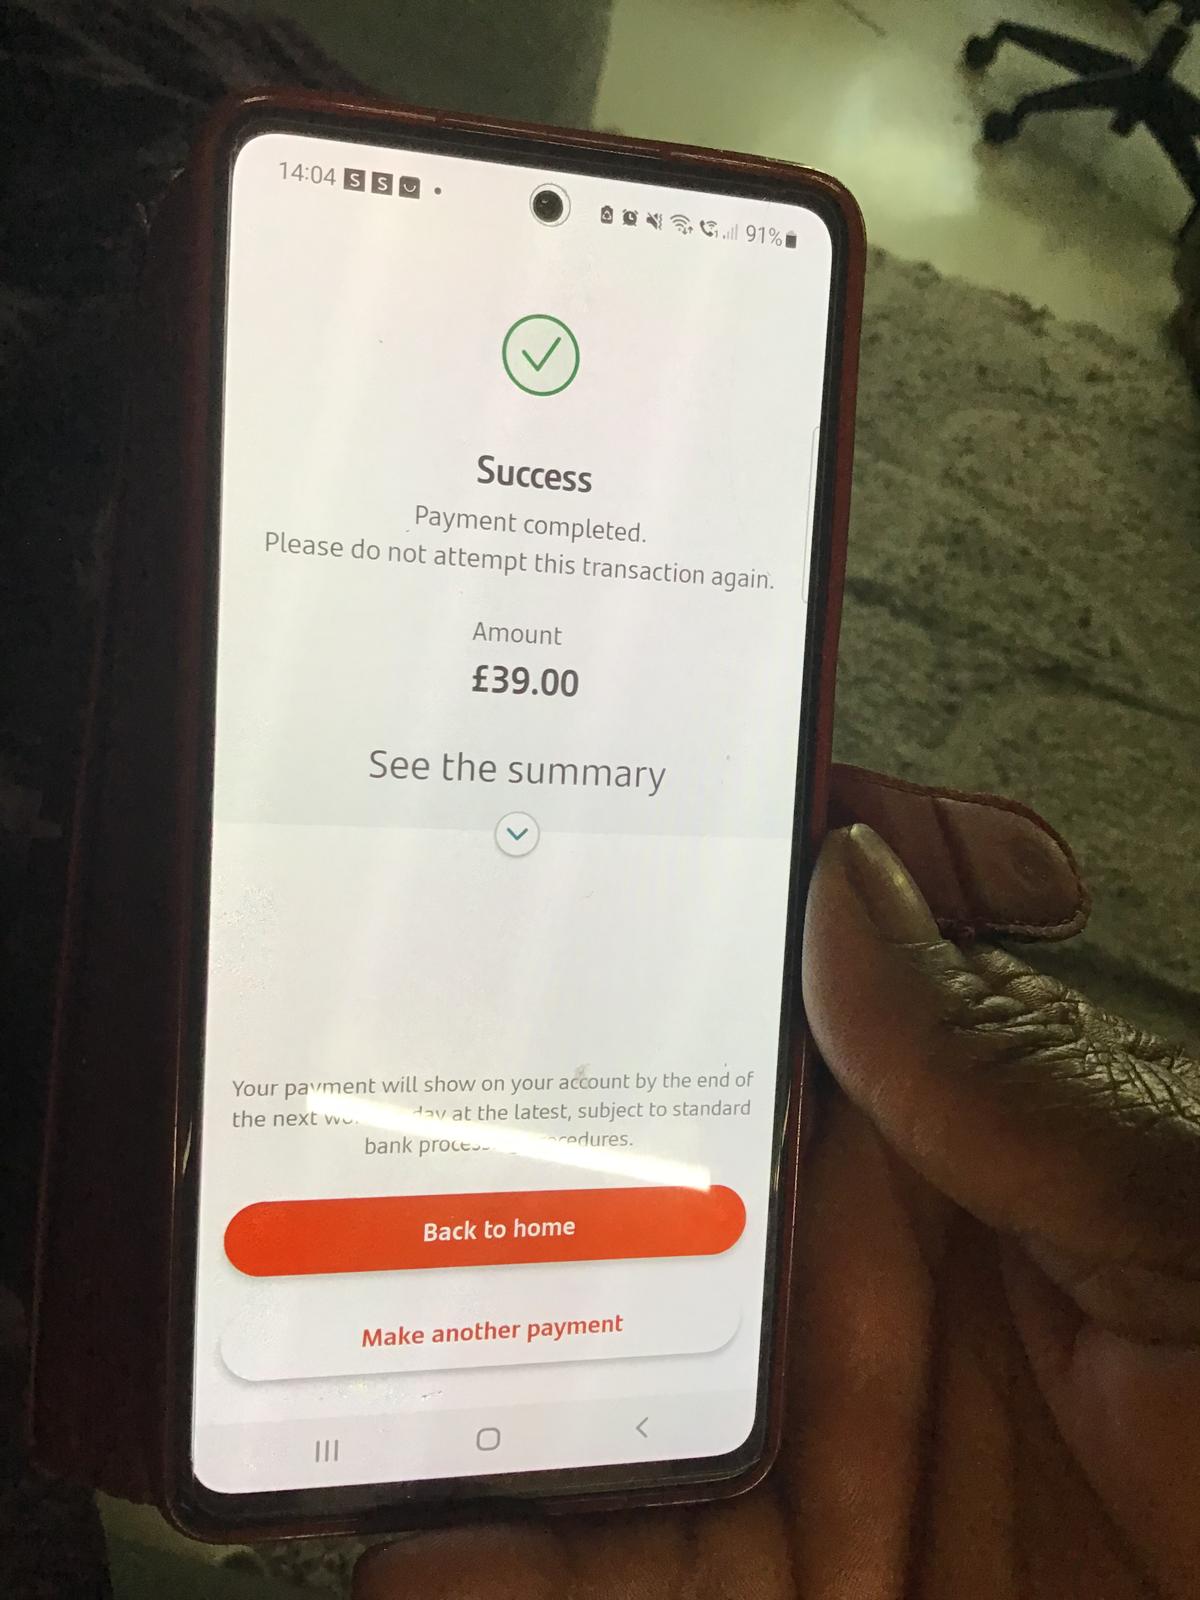 14:04 S S
91%
Success
Payment completed.
Please do not attempt this transaction again.
Amount
£39.00
See the summary
Your payment will show on your account by the end of
the next day at the latest, subject to standard
bank
Back to home
Make another payment